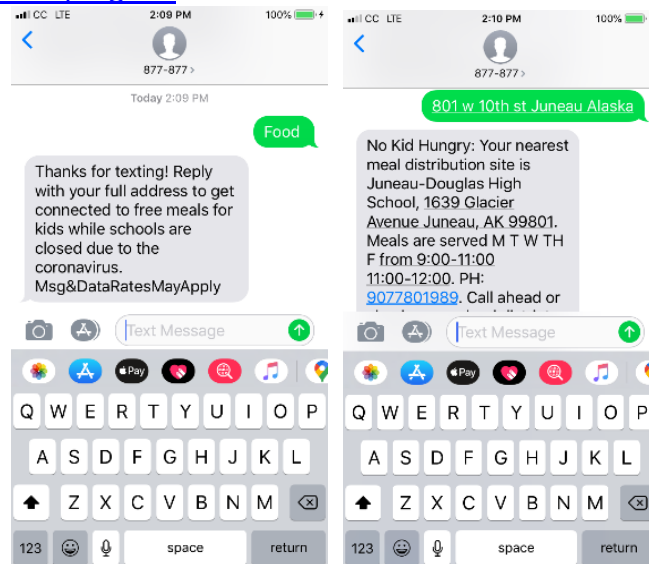 CC LTE 2:09 PM 100%
877-877 >
Today 2:09 PM
Food
Thanks for texting! Reply
with your full address to get
connected to free meals for
kids while schools are
closed due to the
coronavirus.
Msg&DataRatesMayApply
Text Message
Pay
Q W E R T Y U I O P
A S D F G H J K L
Z X C V B N M
123 space return
CC LTE 2:10 PM 100%
877-877 >
801 w 10th st Juneau Alaska
No Kid Hungry: Your nearest
meal distribution site is
Juneau-Douglas High
School, 1639 Glacier
Avenue Juneau, AK 99801.
Meals are served M T W TH
F from 9:00-11:00
11:00-12:00. PH:
9077801989. Call ahead or
Text Message
Pay
Q W E R T Y U I O P
A S D F G H J K L
Z X C V B N M
123 space return